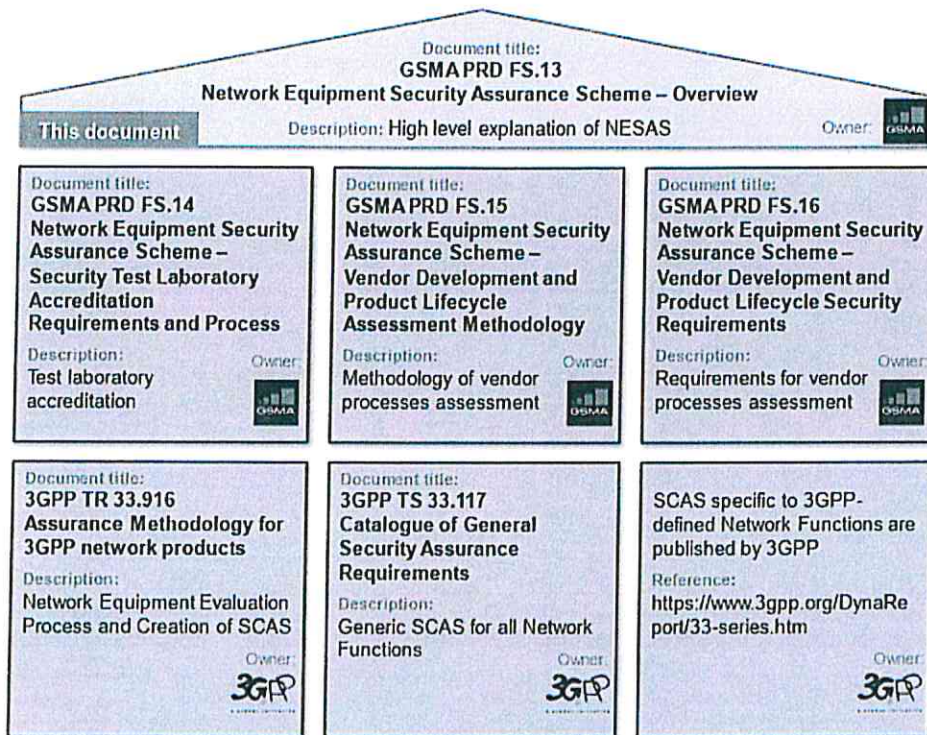 Document title:
GSMA PRD FS.13
Network Equipment Security Assurance Scheme – Overview
This document
Description: High level explanation of NESAS
Owner:
GSMA
Document title:
GSMA PRD FS.14
Network Equipment Security
Assurance Scheme –
Security Test Laboratory
Accreditation
Requirements and Process
Description:
Test laboratory
accreditation
Owner:
GSMA
Document title:
GSMA PRD FS.15
Network Equipment Security
Assurance Scheme –
Vendor Development and
Product Lifecycle
Assessment Methodology
Description:
Methodology of vendor
processes assessment
Owner:
GSMA
Document title:
GSMA PRD FS.16
Network Equipment Security
Assurance Scheme –
Vendor Development and
Product Lifecycle Security
Requirements
Description:
Requirements for vendor
processes assessment
Owner:
GSMA
Document title:
3GPP TR 33.916
Assurance Methodology for
3GPP network products
Description:
Network Equipment Evaluation
Process and Creation of SCAS
Owner:
3GPP
Document title:
3GPP TS 33.117
Catalogue of General
Security Assurance
Requirements
Description:
Generic SCAS for all Network
Functions
Owner:
3GPP
SCAS specific to 3GPP-
defined Network Functions are
published by 3GPP
Reference:
https://www.3gpp.org/DynaRe
port/33-series.htm
Owner:
3GPP